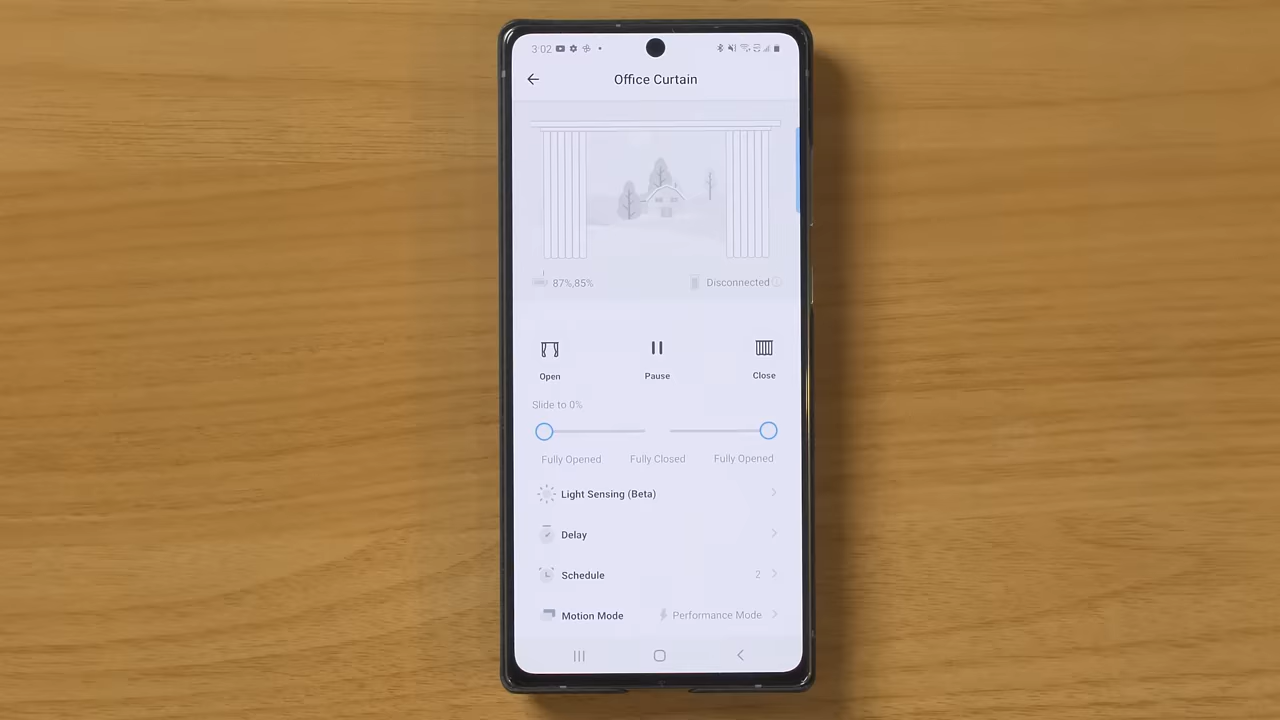 3:02
Office Curtain
87%,85%
Disconnected
Open
Pause
Close
Slide to 0%
Fully Opened
Fully Closed
Fully Opened
Light Sensing (Beta)
Delay
Schedule
2
Motion Mode
Performance Mode